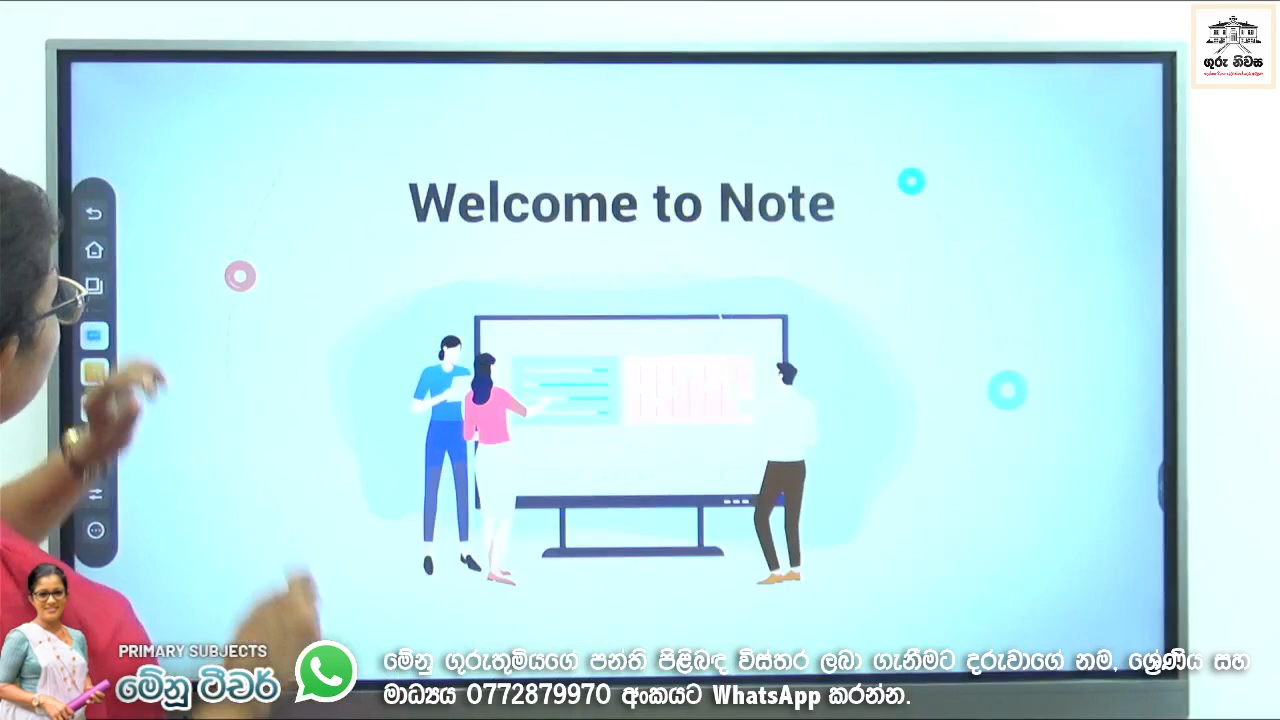 ගුරු නිවස
Welcome to Note
PRIMARY SUBJECTS
මේනු ටීචර්
මේනු ගුරුතුමියගේ පන්ති පිළිබඳ විස්තර ලබා ගැනීමට දරුවාගේ නම, ශ්‍රේණිය සහ
මාධ්‍යය 0772879970 අංකයට WhatsApp කරන්න.